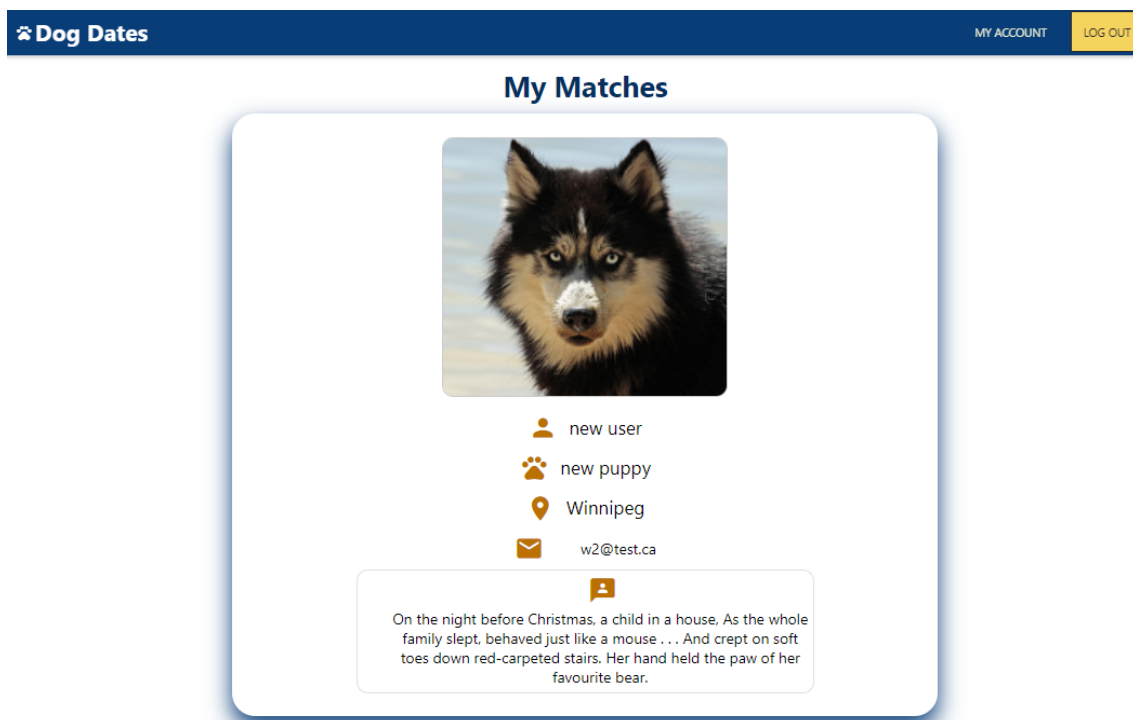 Dog Dates
MY ACCOUNT
LOG OUT
My Matches
new user
new puppy
Winnipeg
w2@test.ca
On the night before Christmas, a child in a house, As the whole
family slept, behaved just like a mouse . . . And crept on soft
toes down red-carpeted stairs. Her hand held the paw of her
favourite bear.